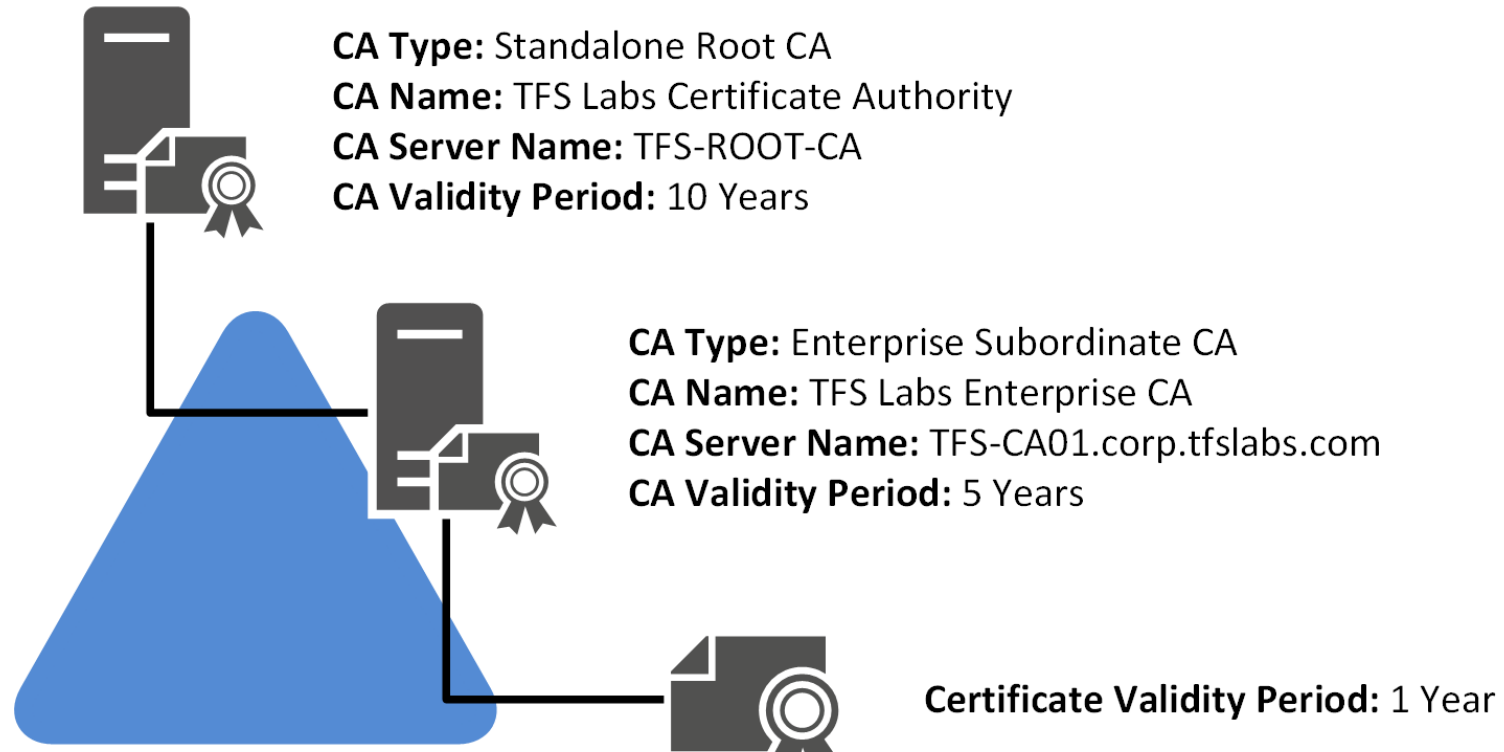 CA Type: Standalone Root CA
CA Name: TFS Labs Certificate Authority
CA Server Name: TFS-ROOT-CA
CA Validity Period: 10 Years
CA Type: Enterprise Subordinate CA
CA Name: TFS Labs Enterprise CA
CA Server Name: TFS-CA01.corp.tfslabs.com
CA Validity Period: 5 Years
Certificate Validity Period: 1 Year